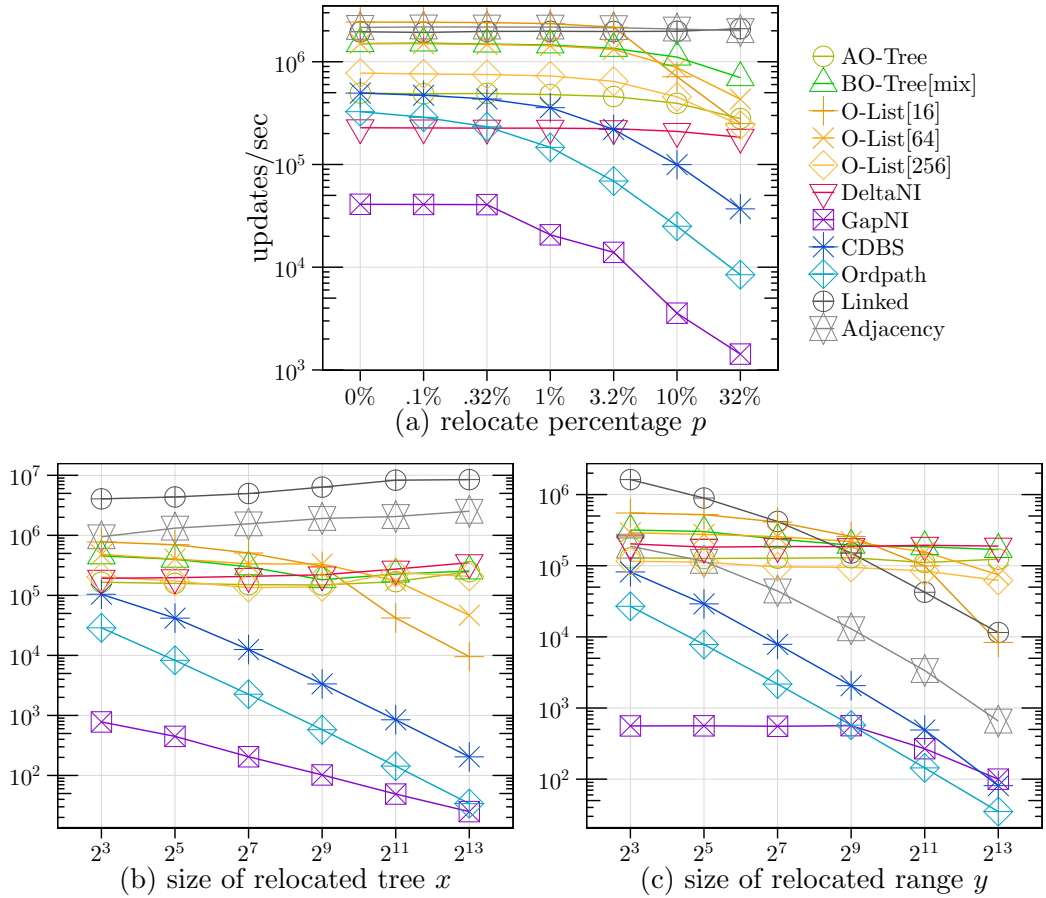 10^6
10^5
10^4
10^3
updates/sec
0% .1% .32% 1% 3.2% 10% 32%
(a) relocate percentage p
AO-Tree
BO-Tree[mix]
O-List[16]
O-List[64]
O-List[256]
DeltaNI
GapNI
CDBS
Ordpath
Linked
Adjacency
10^7
10^6
10^5
10^4
10^3
10^2
2^3 2^5 2^7 2^9 2^11 2^13
(b) size of relocated tree x
10^6
10^5
10^4
10^3
10^2
2^3 2^5 2^7 2^9 2^11 2^13
(c) size of relocated range y